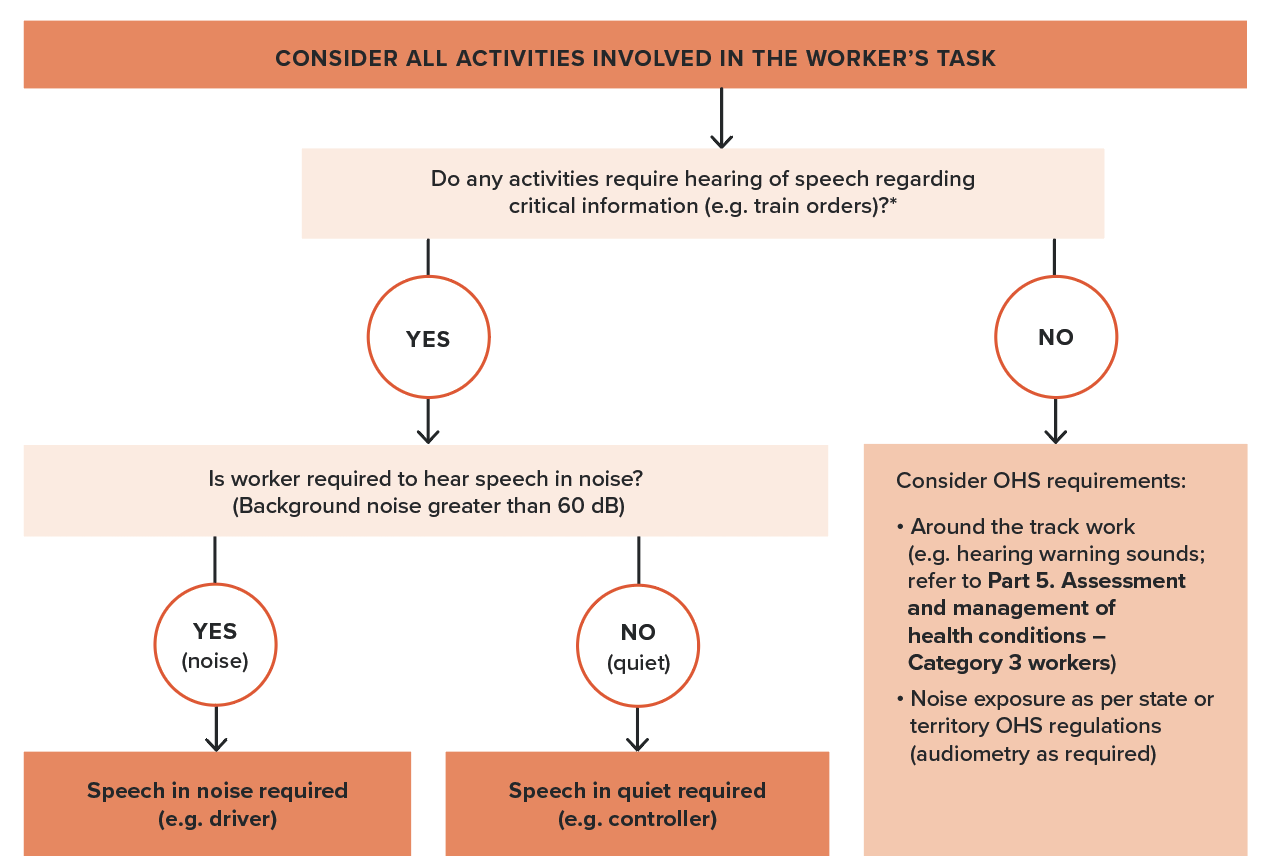 CONSIDER ALL ACTIVITIES INVOLVED IN THE WORKER’S TASK
Do any activities require hearing of speech regarding
critical information (e.g. train orders)?*
YES
NO
Is worker required to hear speech in noise?
(Background noise greater than 60 dB)
YES
(noise)
NO
(quiet)
Speech in noise required
(e.g. driver)
Speech in quiet required
(e.g. controller)
Consider OHS requirements:
• Around the track work
(e.g. hearing warning sounds;
refer to Part 5. Assessment
and management of
health conditions –
Category 3 workers)
• Noise exposure as per state or
territory OHS regulations
(audiometry as required)